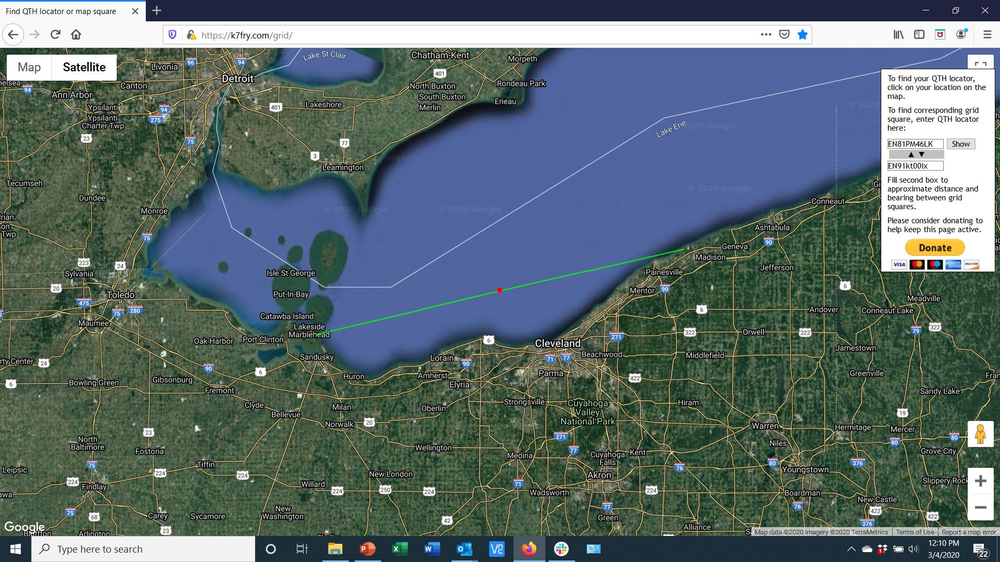 Find QTH locator or map square
https://k7fry.com/grid/
Map
Satellite
To find your QTH locator,
click on your location on the
map.
To find corresponding grid
square, enter QTH locator
here:
EN81PM46LK
Show
▲ ▼
EN91kt00ix
Fill second box to
approximate distance and
bearing between grid
squares.
Please consider donating to
help keep this page active.
Donate
VISA
DISCOVER
Lake St Clair
Chatham-Kent
Morpeth
Livonia
96
94
Detroit
401
Canton
North Buxton
Rondeau Park
94
Ann Arbor
South Buxton
Merlin
Erieau
Ypsilanti
94
401
Lakeshore
Ypsilanti
Charter Twp
275
23
75
77
Lake Erie
2020 Google
3
Leamington
Tecumseh
Dundee
Monroe
© 2020 Google
© 2020 Google
© 2020 Google
Conneaut
Twp
75
Ashtabula
90
Geneva
Madison
223
24
Sylvania
Isle St George
Painesville
Jefferson
20
Toledo
Put-In-Bay
Mentor
90
6
475
75
280
Meadville
Maumee
Catawba Island
6
Andover
Conneaut Lake
Lakeside
Marblehead
322
Orwell
322
79
322
Oak Harbor
Port Clinton
6
Cleveland
271
Jamestown
24
Sandusky
Lorain
90
71
77
Beachwood
Middlefield
90
6
Huron
Amherst
Parma
422
Greenville
6
Bowling Green
Gibsonburg
Fremont
Elyria
Sandy Lake
Clyde
Milan
Oberlin
Strongsville
Cuyahoga
Valley
National Park
Hiram
19
Bellevue
Norwalk
20
Warren
Hermitage
Mercer
23
271
80
80
North
Baltimore
Fostoria
Wellington
Medina
77
Cuyahoga
Falls
Kent
Niles
Grove City
75
Tiffin
80
376
Leipsic
224
224
New London
Akron
76
Youngstown
224
Findlay
Willard
224
250
224
71
Wadsworth
224
Boardman
Slippery Rock
75
68
Carey
Sycamore
New
Washington
42
77
Green
76
New Castle
422
422
376
23
Alliance
Google
Arlington
Map data ©2020 Imagery ©2020 TerraMetrics
Terms of Use
Report a map error
Type here to search
12:10 PM
3/4/2020
22